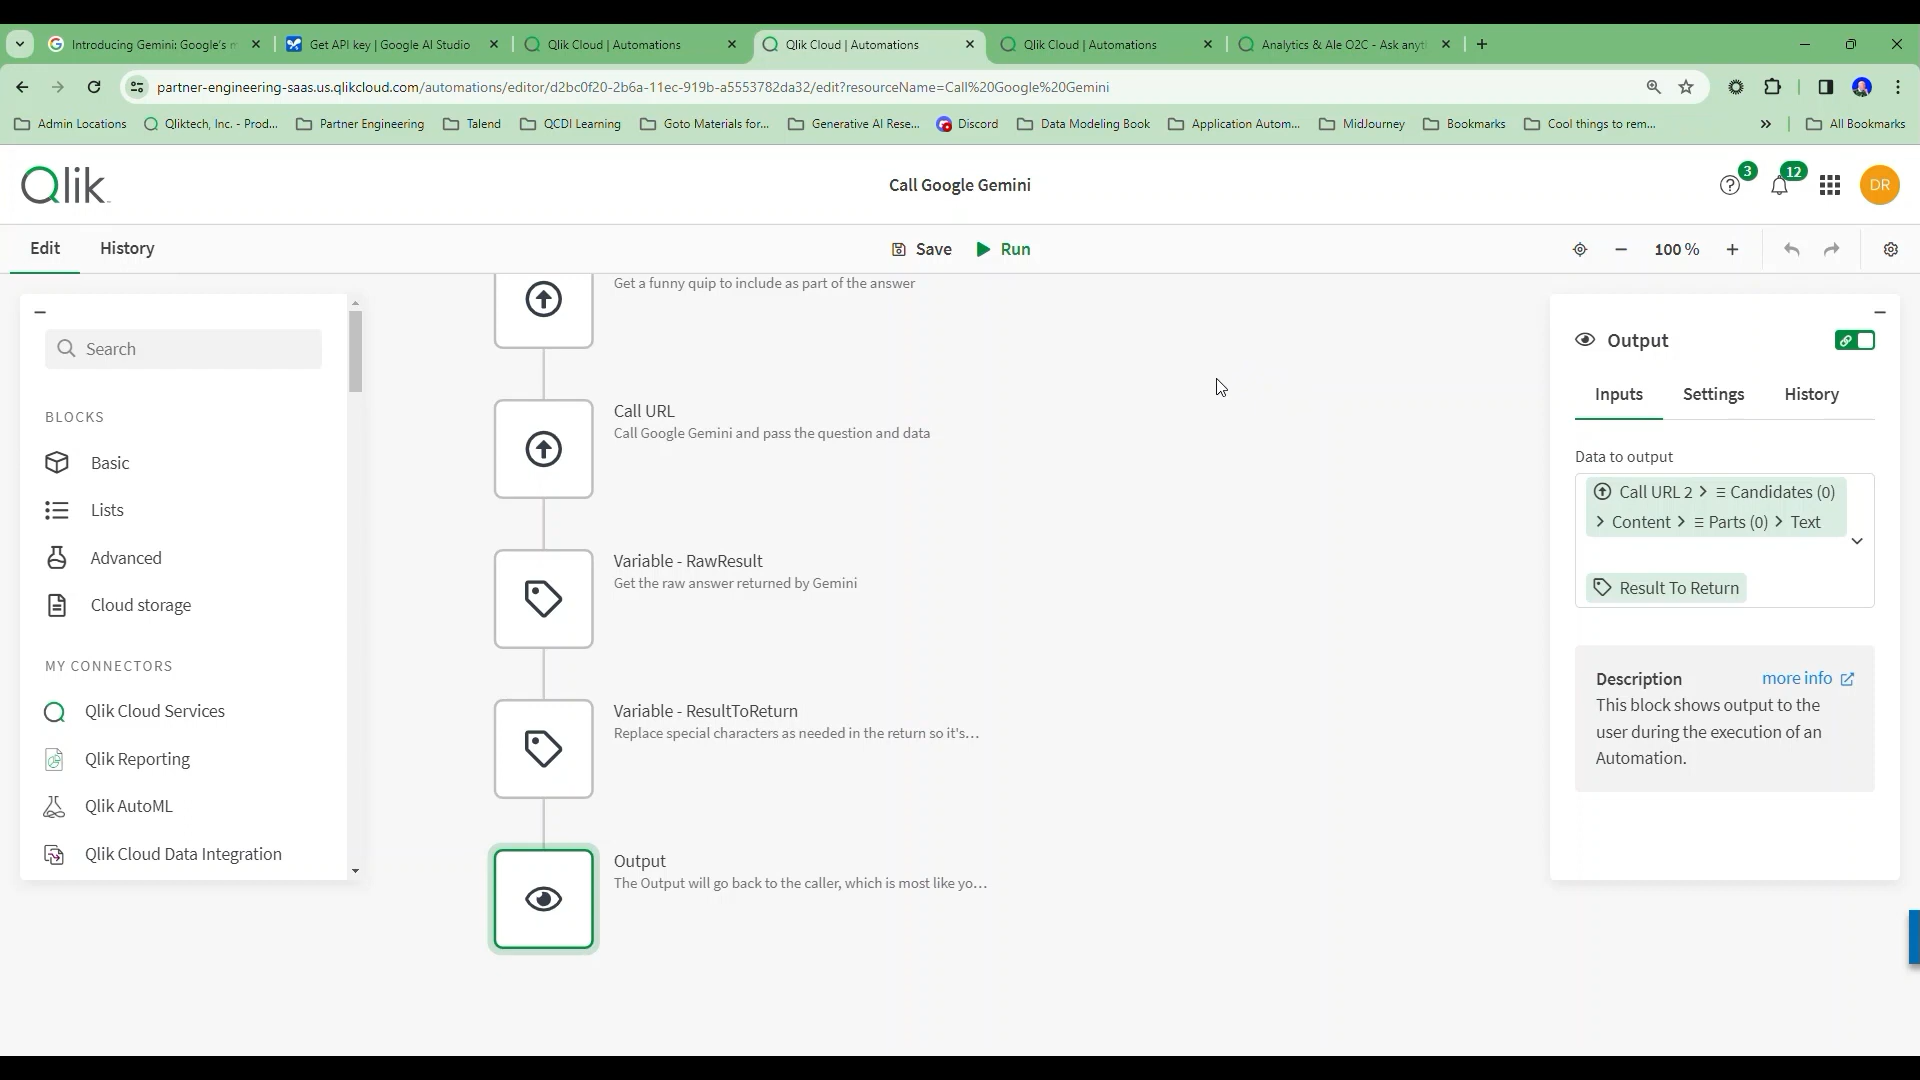 Introducing Gemini: Google's
Get API key | Google AI Studio
Qlik Cloud | Automations
Qlik Cloud | Automations
Qlik Cloud | Automations
Analytics & Ale O2C - Ask anyt
partner-engineering-saas.us.qlikcloud.com/automations/editor/d2bc0f20-2b6a-11ec-919b-a5553782da32/edit?resourceName=Call%20Google%20Gemini
Admin Locations
Qliktech, Inc. - Prod...
Partner Engineering
Talend
QCDI Learning
Goto Materials for...
Generative AI Rese...
Discord
Data Modeling Book
Application Autom...
MidJourney
Bookmarks
Cool things to rem...
»
All Bookmarks
Qlik
Call Google Gemini
3
12
DR
Edit
History
Save
Run
100 %
Get a funny quip to include as part of the answer
Search
BLOCKS
Basic
Lists
Advanced
Cloud storage
MY CONNECTORS
Qlik Cloud Services
Qlik Reporting
Qlik AutoML
Qlik Cloud Data Integration
Call URL
Call Google Gemini and pass the question and data
Variable - RawResult
Get the raw answer returned by Gemini
Variable - ResultToReturn
Replace special characters as needed in the return so it's...
Output
The Output will go back to the caller, which is most like yo...
Output
Inputs
Settings
History
Data to output
Call URL 2 > Candidates (0)
> Content > Parts (0) > Text
Result To Return
Description
more info
This block shows output to the
user during the execution of an
Automation.